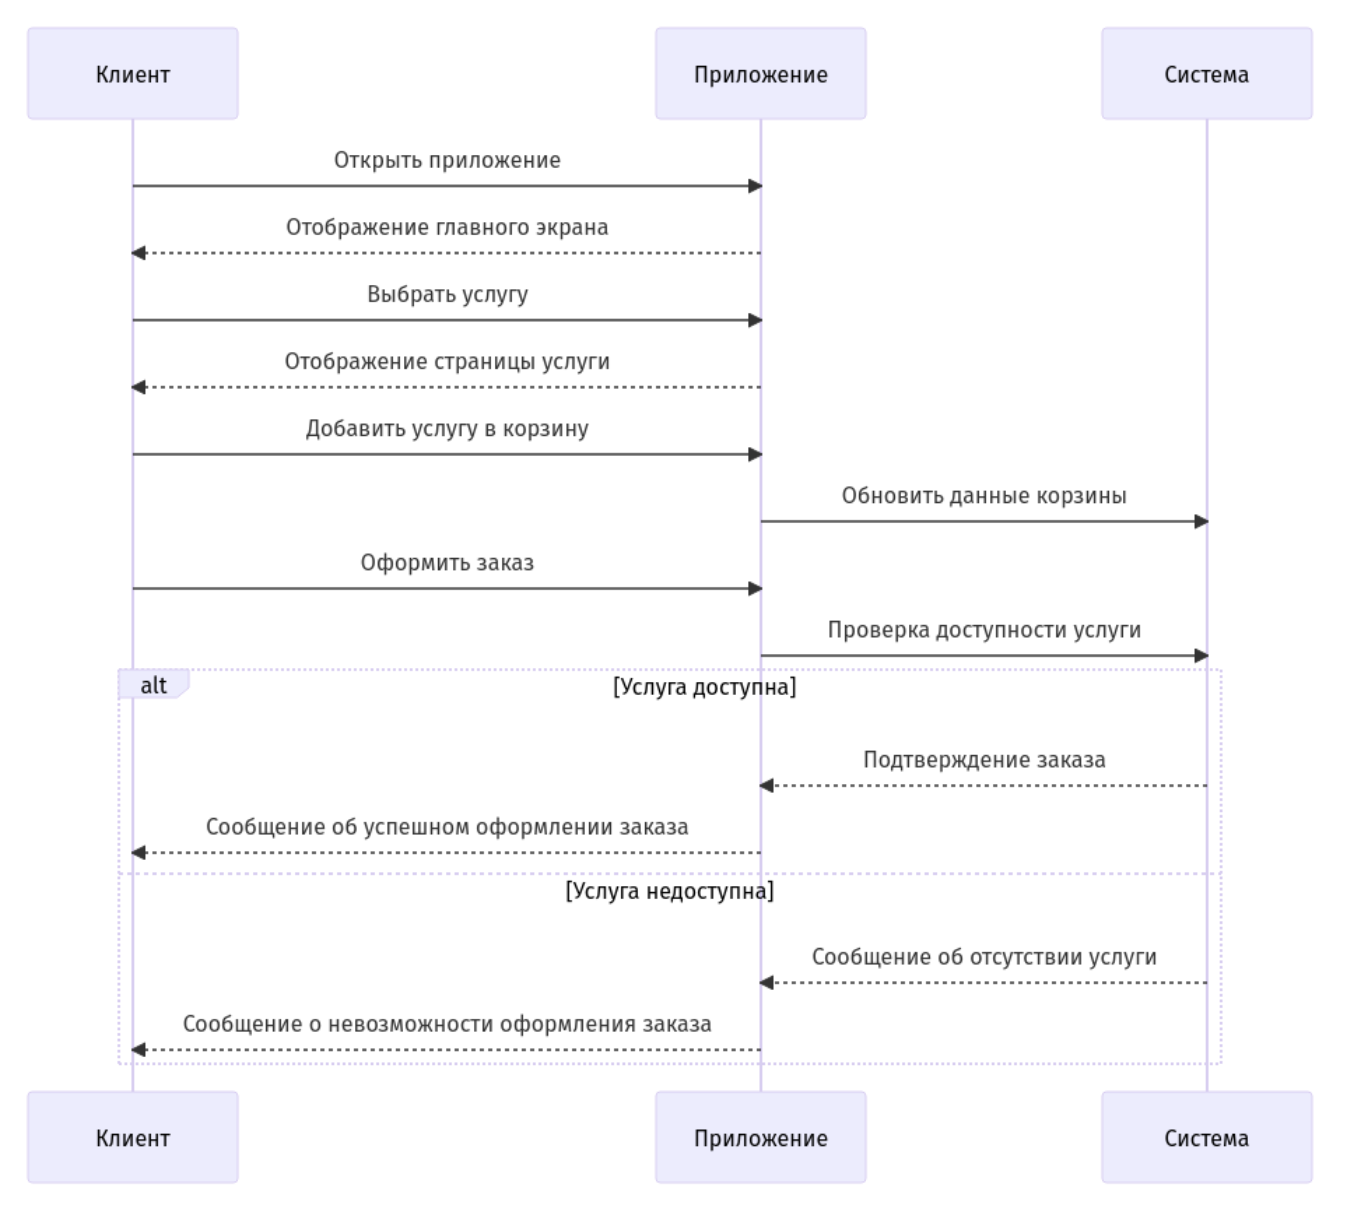 Клиент
Приложение
Система
Открыть приложение
Отображение главного экрана
Выбрать услугу
Отображение страницы услуги
Добавить услугу в корзину
Обновить данные корзины
Оформить заказ
Проверка доступности услуги
alt
[Услуга доступна]
Подтверждение заказа
Сообщение об успешном оформлении заказа
[Услуга недоступна]
Сообщение об отсутствии услуги
Сообщение о невозможности оформления заказа
Клиент
Приложение
Система